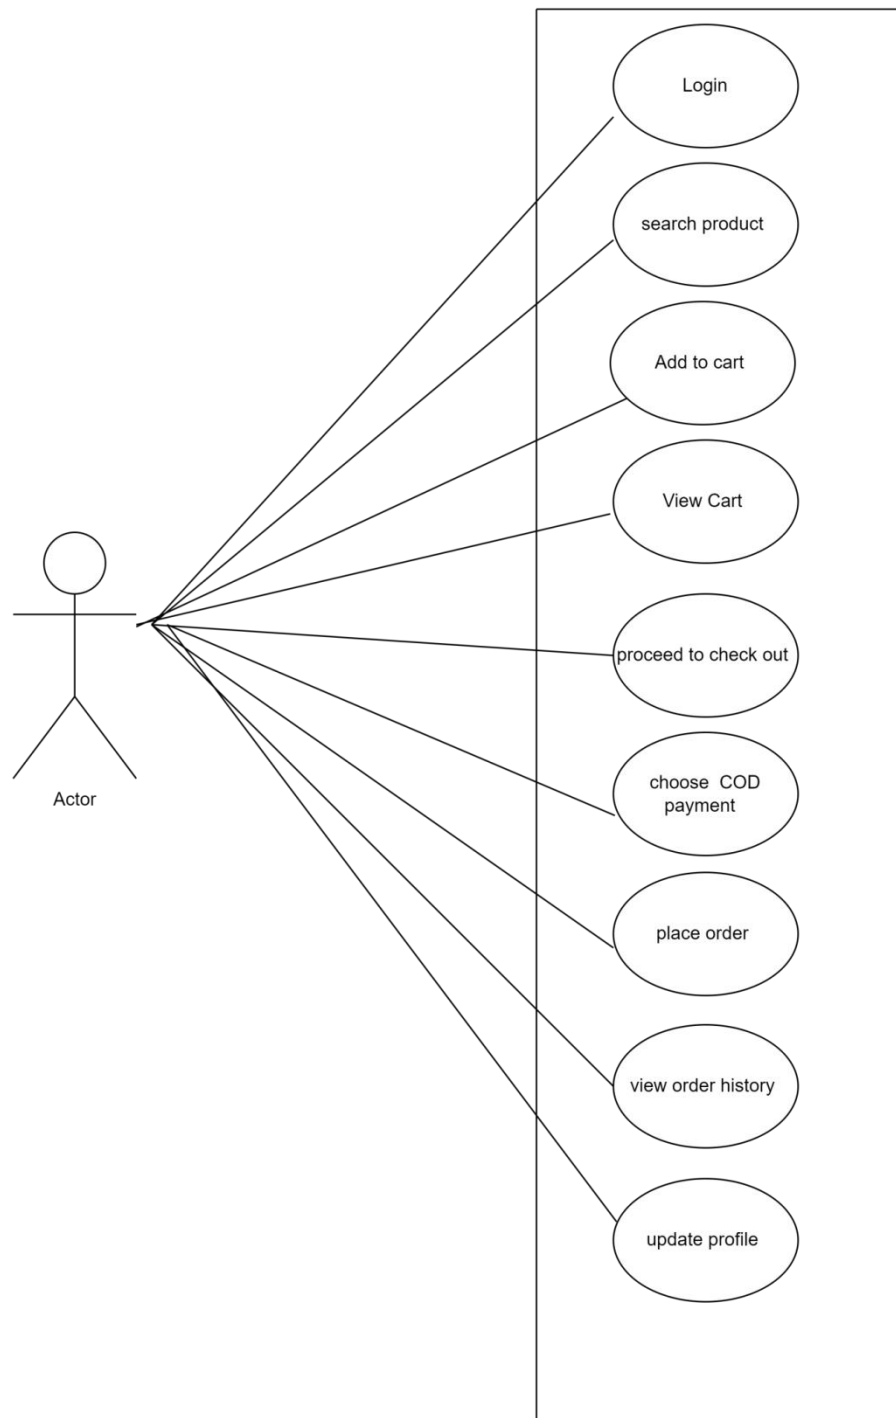 Login
search product
Add to cart
View Cart
proceed to check out
choose  COD
payment
Actor
place order
view order history
update profile